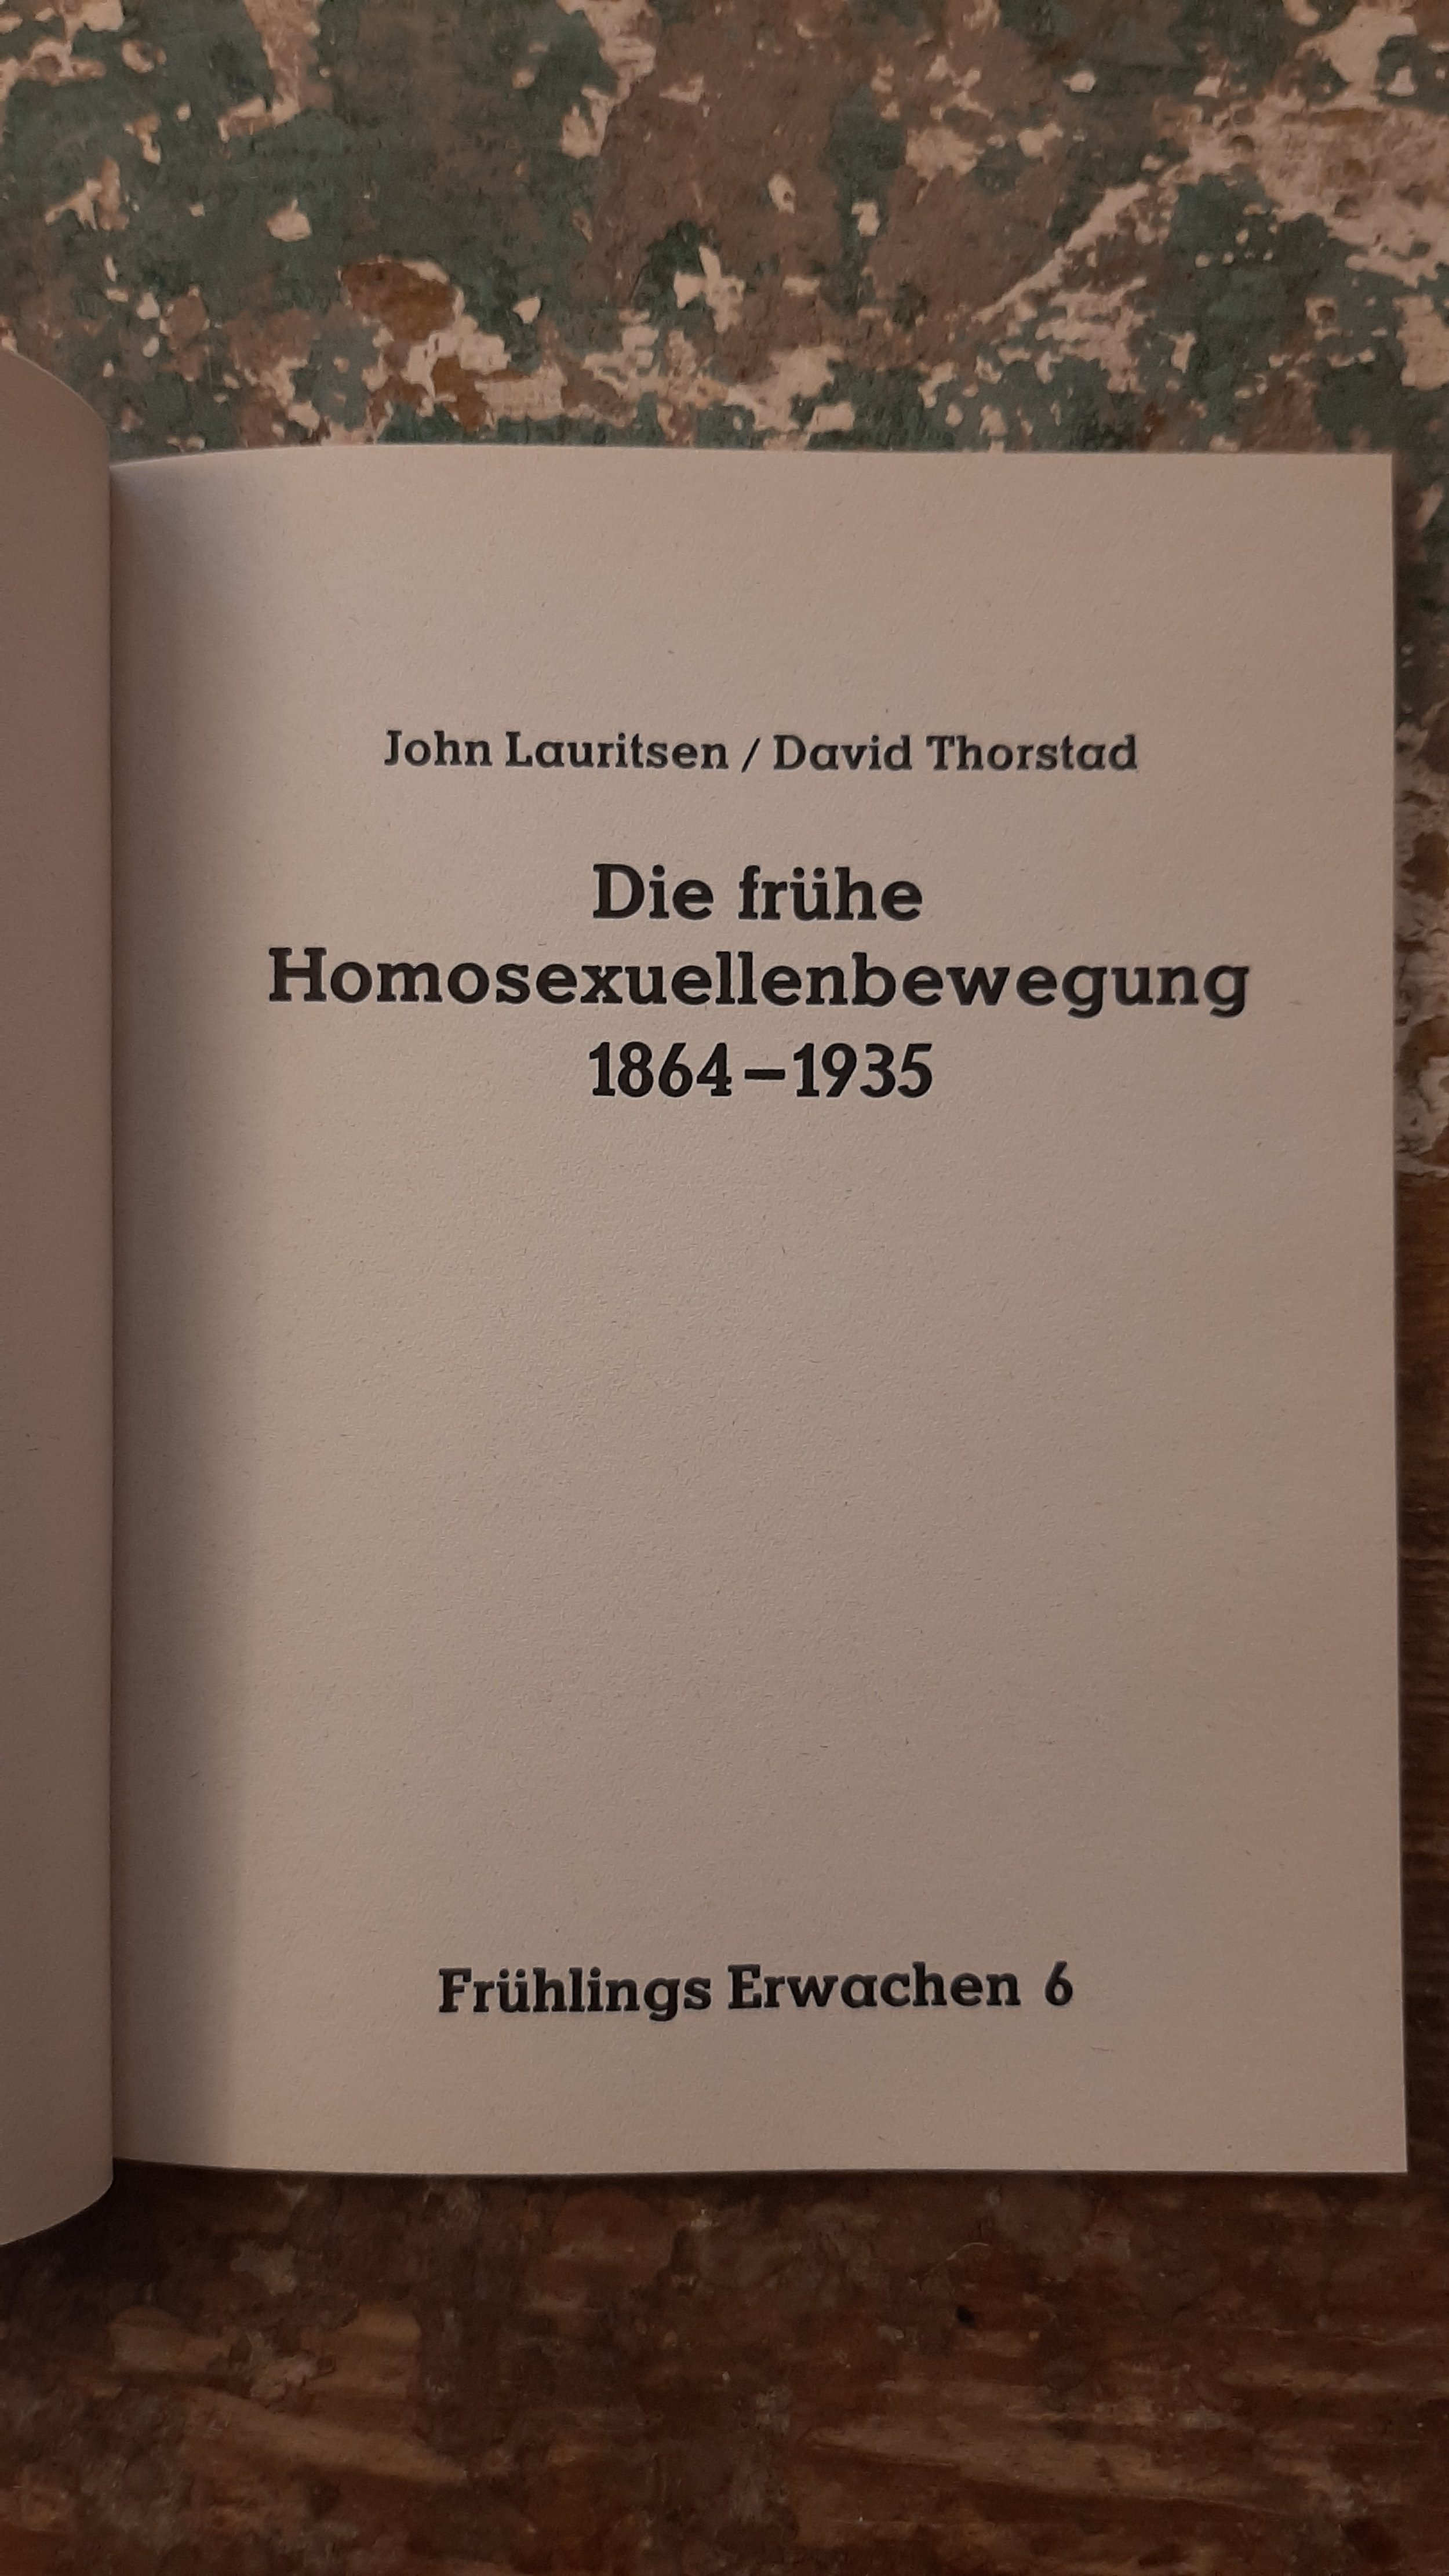 John Lauritsen / David Thorstad
Die frühe
Homosexuellenbewegung
1864–1935
Frühlings Erwachen 6